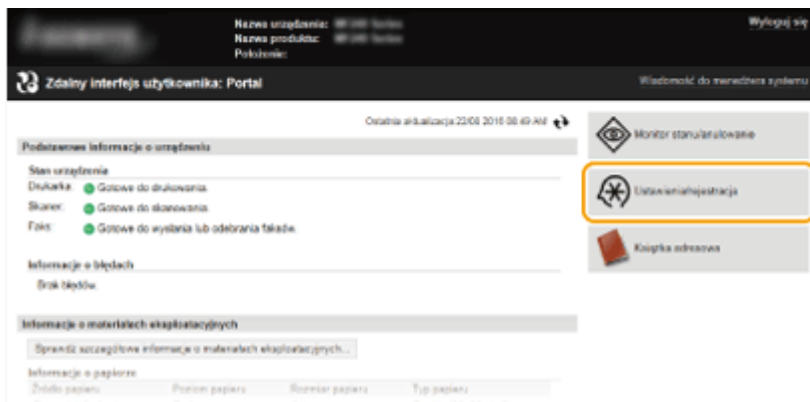 Nazwa urządzenia:
Nazwa produktu:
Położenie:
Wyloguj się
Zdalny interfejs użytkownika: Portal
Wiadomość do menedżera systemu
Ostatnia aktualizacja 22/08 2016 08:49 AM
Podstawowe informacje o urządzeniu
Stan urządzenia
Drukarka: Gotowe do drukowania.
Skaner: Gotowe do skanowania.
Faks: Gotowe do wysłania lub odebrania faksów.
Informacje o błędach
Brak błędów.
Informacje o materiałach eksploatacyjnych
Sprawdź szczegółowe informacje o materiałach eksploatacyjnych...
Informacje o papierze
Źródło papieru Poziom papieru Rozmiar papieru Typ papieru
Monitor stanu/anulowanie
Ustawienia/rejestracja
Książka adresowa